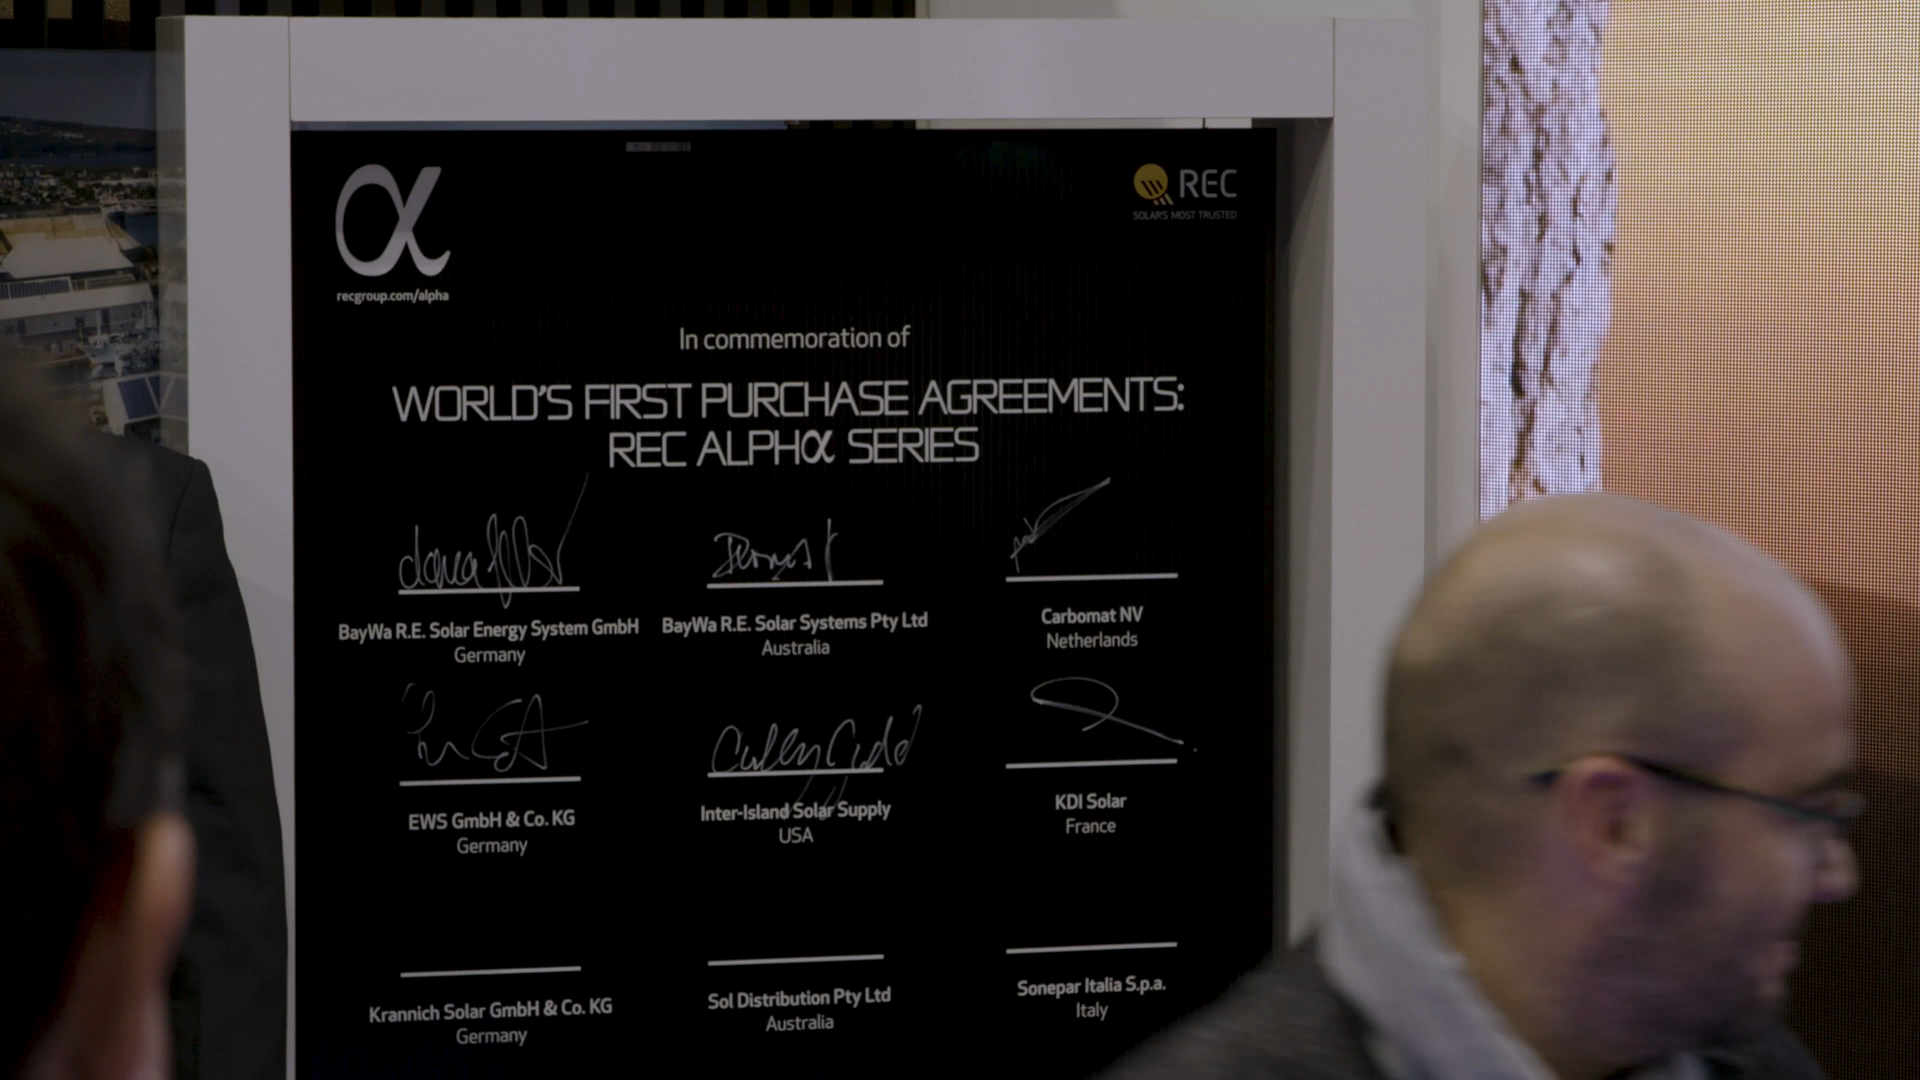 α
recgroup.com/alpha
REC
SOLAR'S MOST TRUSTED
In commemoration of
WORLD'S FIRST PURCHASE AGREEMENTS:
REC ALPHα SERIES
BayWa R.E. Solar Energy System GmbH
Germany
BayWa R.E. Solar Systems Pty Ltd
Australia
Carbomat NV
Netherlands
EWS GmbH & Co. KG
Germany
Inter-Island Solar Supply
USA
KDI Solar
France
Krannich Solar GmbH & Co. KG
Germany
Sol Distribution Pty Ltd
Australia
Sonepar Italia S.p.a.
Italy